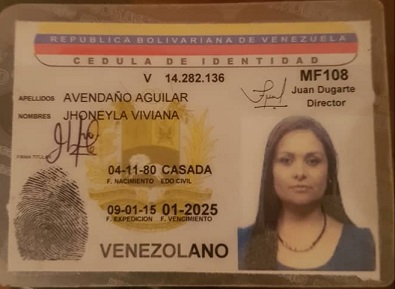 REPUBLICA BOLIVARIANA DE VENEZUELA
CEDULA DE IDENTIDAD
V 14.282.136
MF108
Juan Dugarte
Director
APELLIDOS AVENDAÑO AGUILAR
NOMBRES JHONEYLA VIVIANA
FIRMA TITULAR
04-11-80 CASADA
F. NACIMIENTO EDO.CIVIL
09-01-15 01-2025
F. EXPEDICION F. VENCIMIENTO
VENEZOLANO